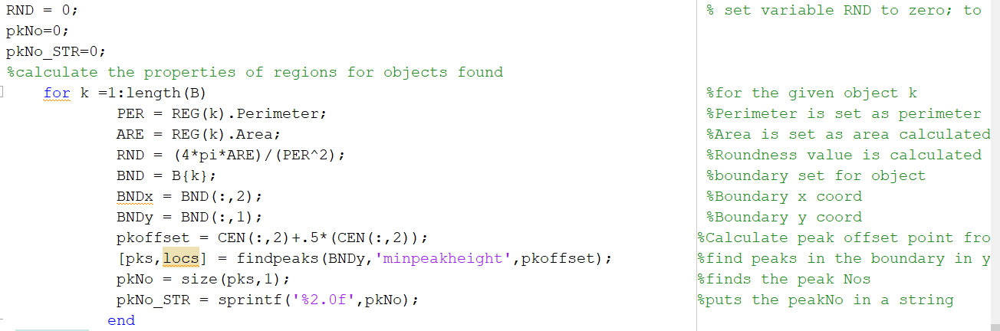 RND = 0; % set variable RND to zero; to
pkNo=0;
pkNo_STR=0;
%calculate the properties of regions for objects found
for k =1:length(B) %for the given object k
PER = REG(k).Perimeter; %Perimeter is set as perimeter
ARE = REG(k).Area; %Area is set as area calculated
RND = (4*pi*ARE)/(PER^2); %Roundness value is calculated
BND = B{k}; %boundary set for object
BNDx = BND(:,2); %Boundary x coord
BNDy = BND(:,1); %Boundary y coord
pkoffset = CEN(:,2)+.5*(CEN(:,2)); %Calculate peak offset point fro
[pks,locs] = findpeaks(BNDy,'minpeakheight',pkoffset); %find peaks in the boundary in y
pkNo = size(pks,1); %finds the peak Nos
pkNo_STR = sprintf('%2.0f',pkNo); %puts the peakNo in a string
end